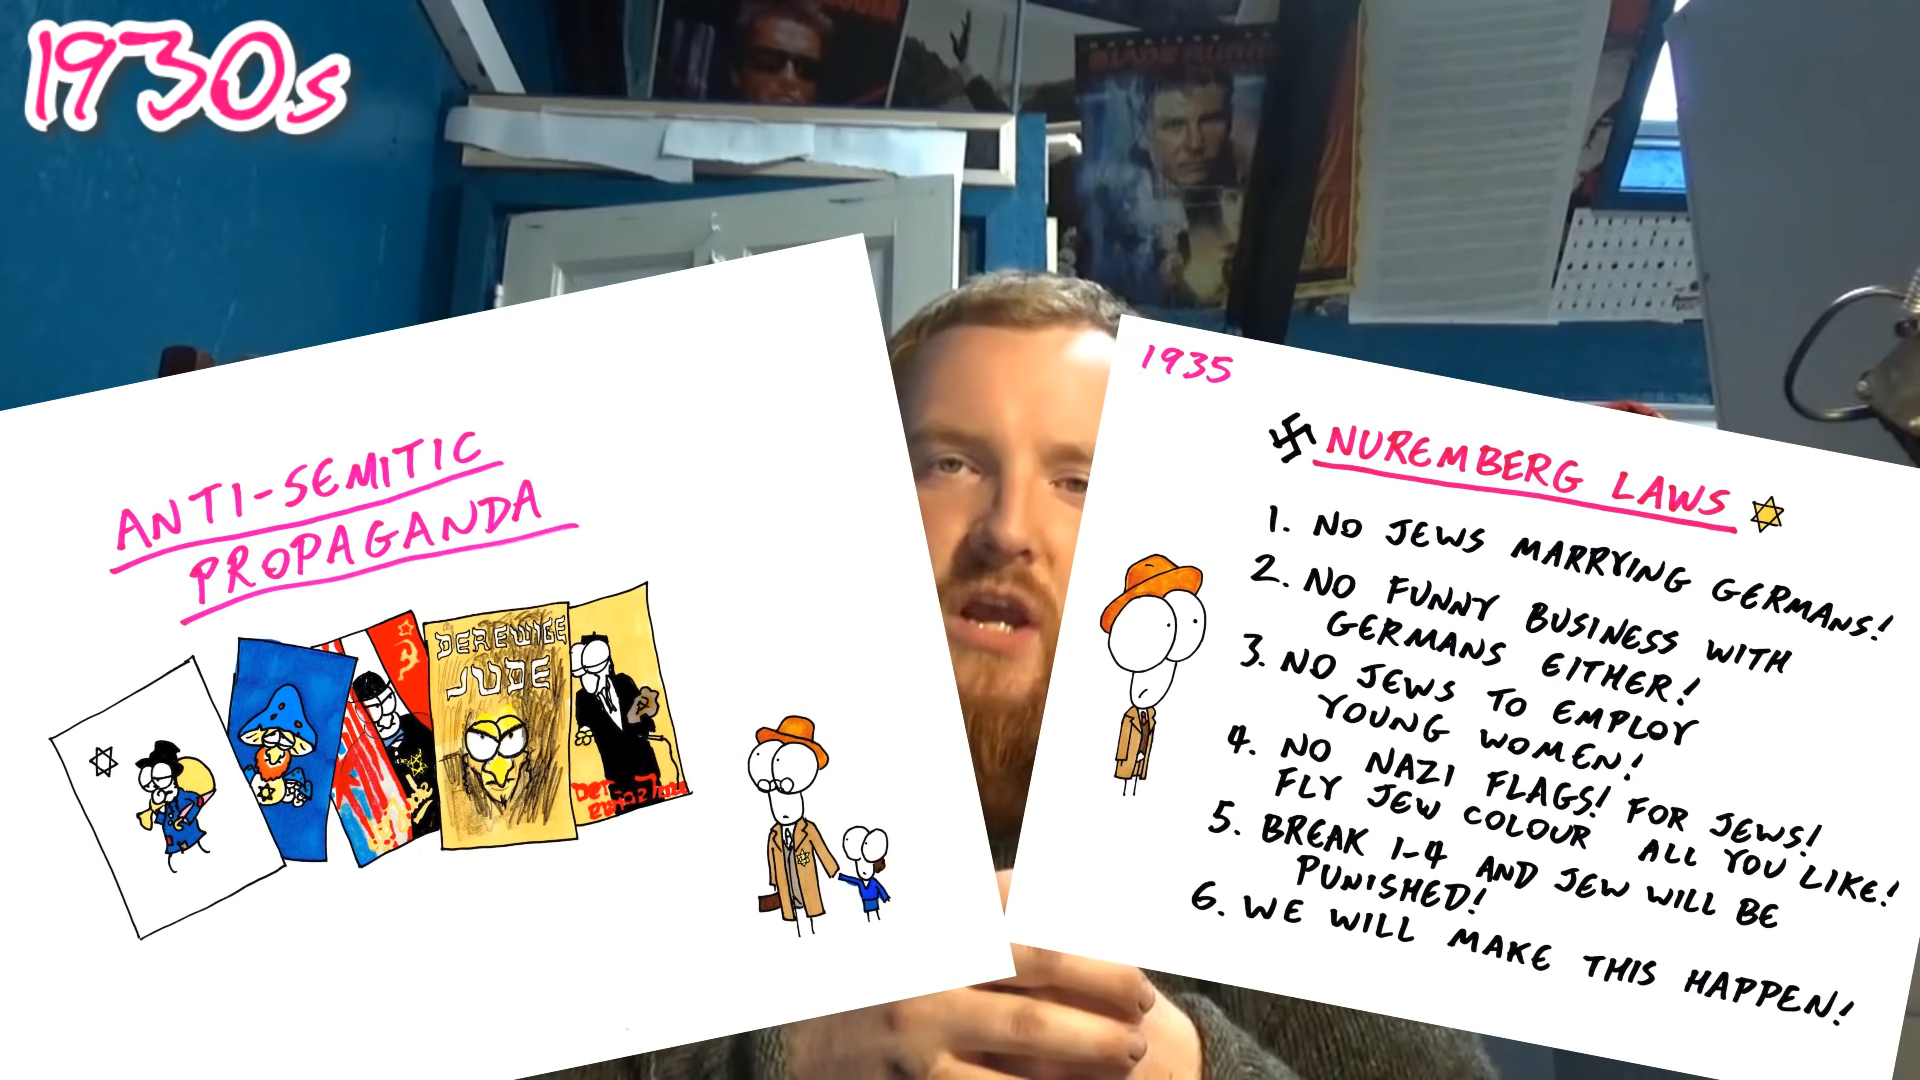 1930s
ANTI-SEMITIC
PROPAGANDA
DER EWIGE
JUDE
Der
1935
NUREMBERG LAWS
1. NO JEWS MARRYING GERMANS!
2. NO FUNNY BUSINESS WITH
GERMANS EITHER!
3. NO JEWS TO EMPLOY
YOUNG WOMEN!
4. NO NAZI FLAGS! FOR JEWS!
FLY JEW COLOUR ALL YOU LIKE!
5. BREAK 1-4 AND JEW WILL BE
PUNISHED!
6. WE WILL MAKE THIS HAPPEN!